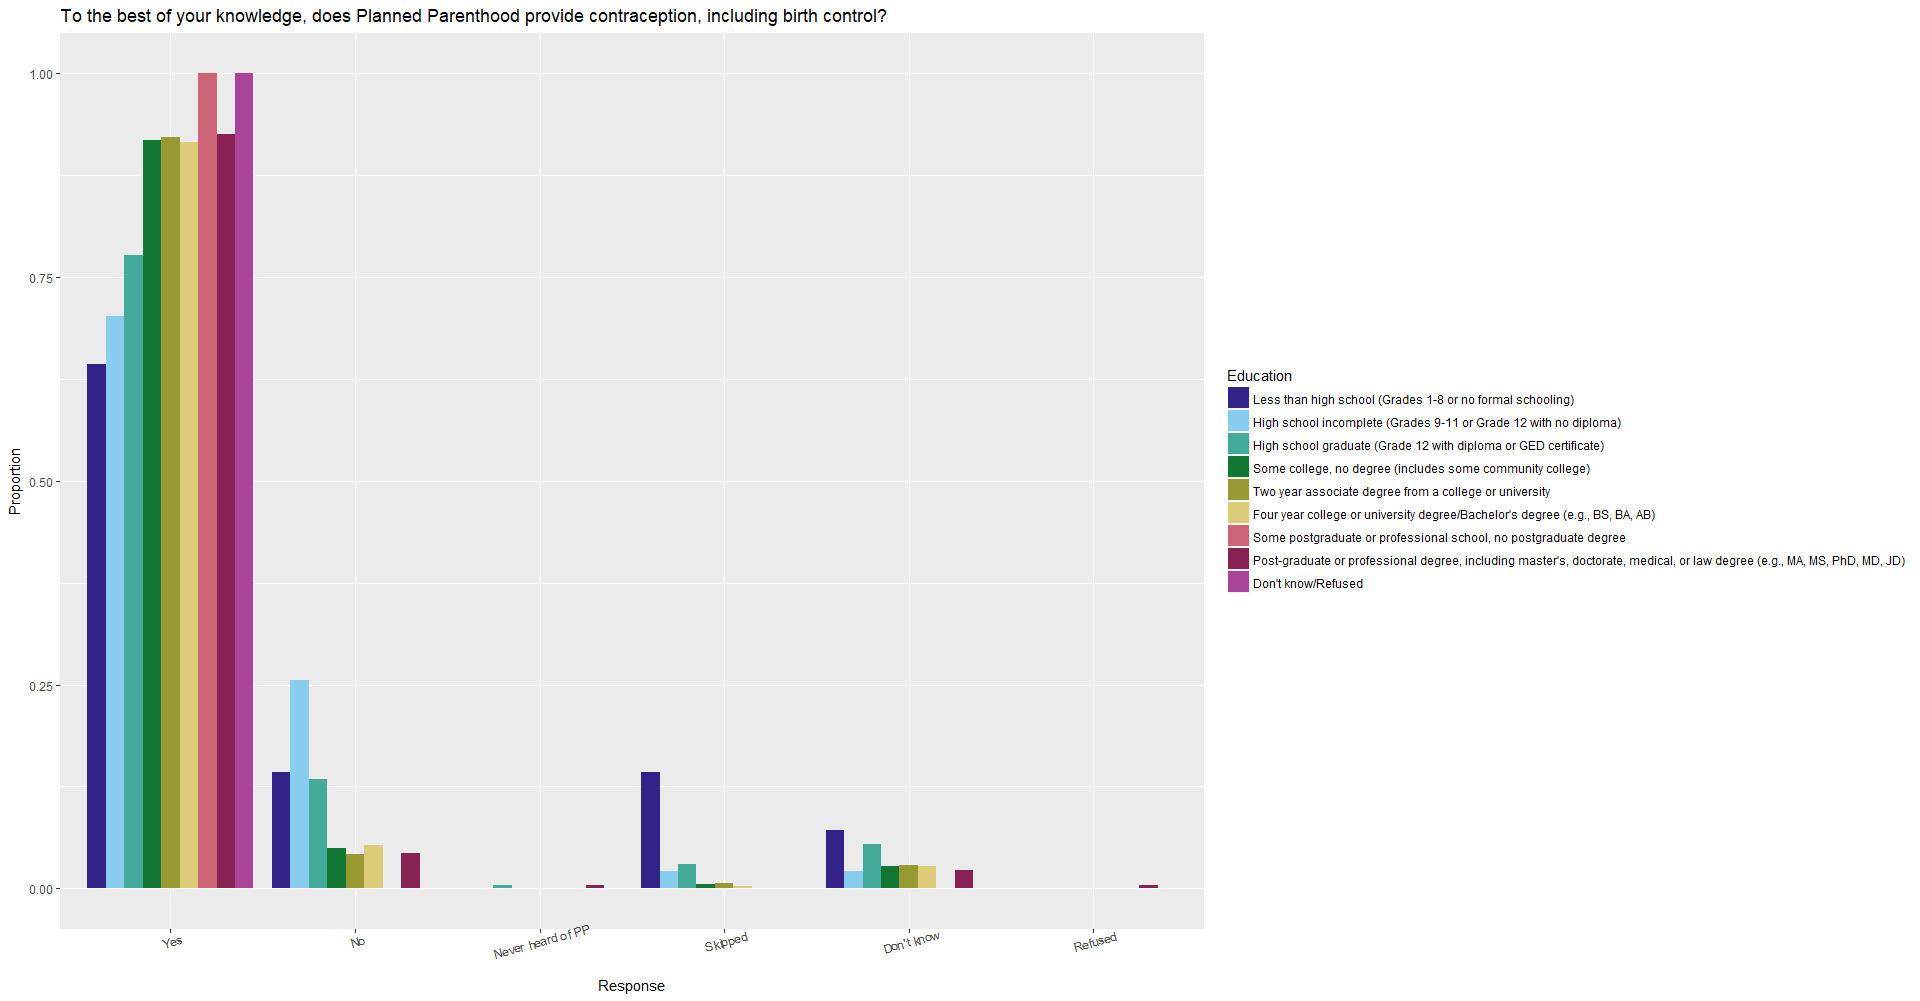 To the best of your knowledge, does Planned Parenthood provide contraception, including birth control?
1.00
0.75
0.50
0.25
0.00
Proportion
Yes
No
Never heard of PP
Skipped
Don't know
Refused
Response
Education
Less than high school (Grades 1-8 or no formal schooling)
High school incomplete (Grades 9-11 or Grade 12 with no diploma)
High school graduate (Grade 12 with diploma or GED certificate)
Some college, no degree (includes some community college)
Two year associate degree from a college or university
Four year college or university degree/Bachelor's degree (e.g., BS, BA, AB)
Some postgraduate or professional school, no postgraduate degree
Post-graduate or professional degree, including master's, doctorate, medical, or law degree (e.g., MA, MS, PhD, MD, JD)
Don't know/Refused